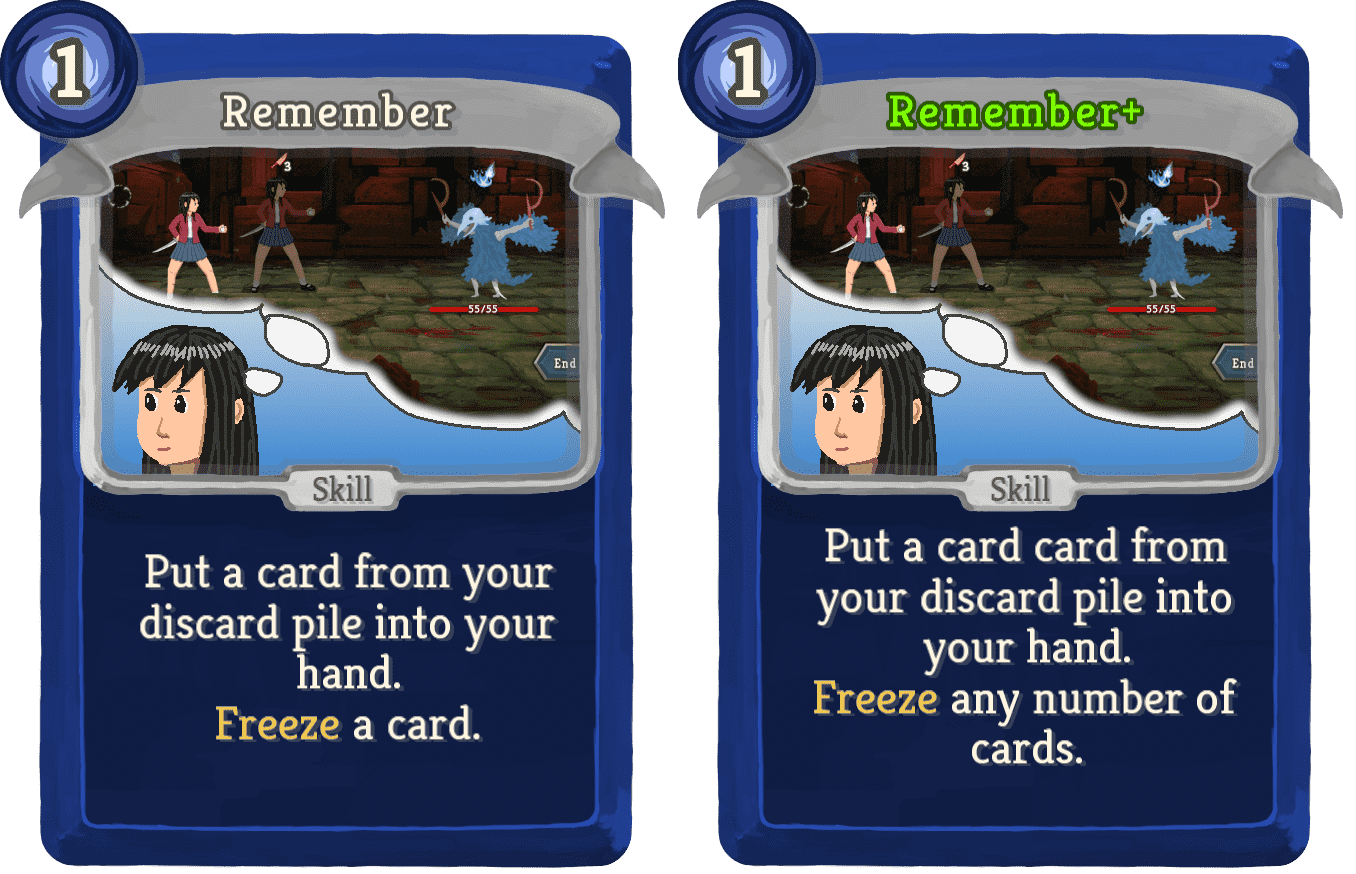 1
Remember
3
55/55
End
Skill
Put a card from your
discard pile into your
hand.
Freeze a card.
1
Remember+
3
55/55
End
Skill
Put a card card from
your discard pile into
your hand.
Freeze any number of
cards.